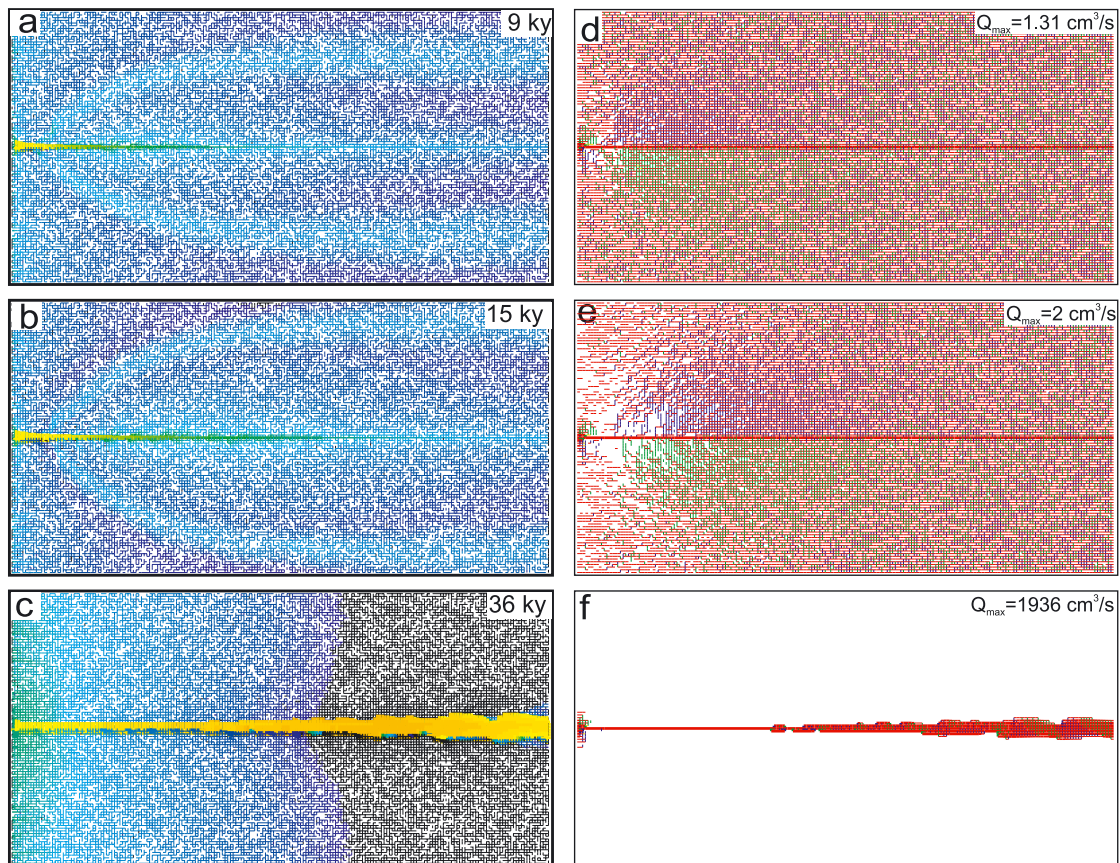 a
9 ky
d
Qmax=1.31 cm³/s
b
15 ky
e
Qmax=2 cm³/s
c
36 ky
f
Qmax=1936 cm³/s